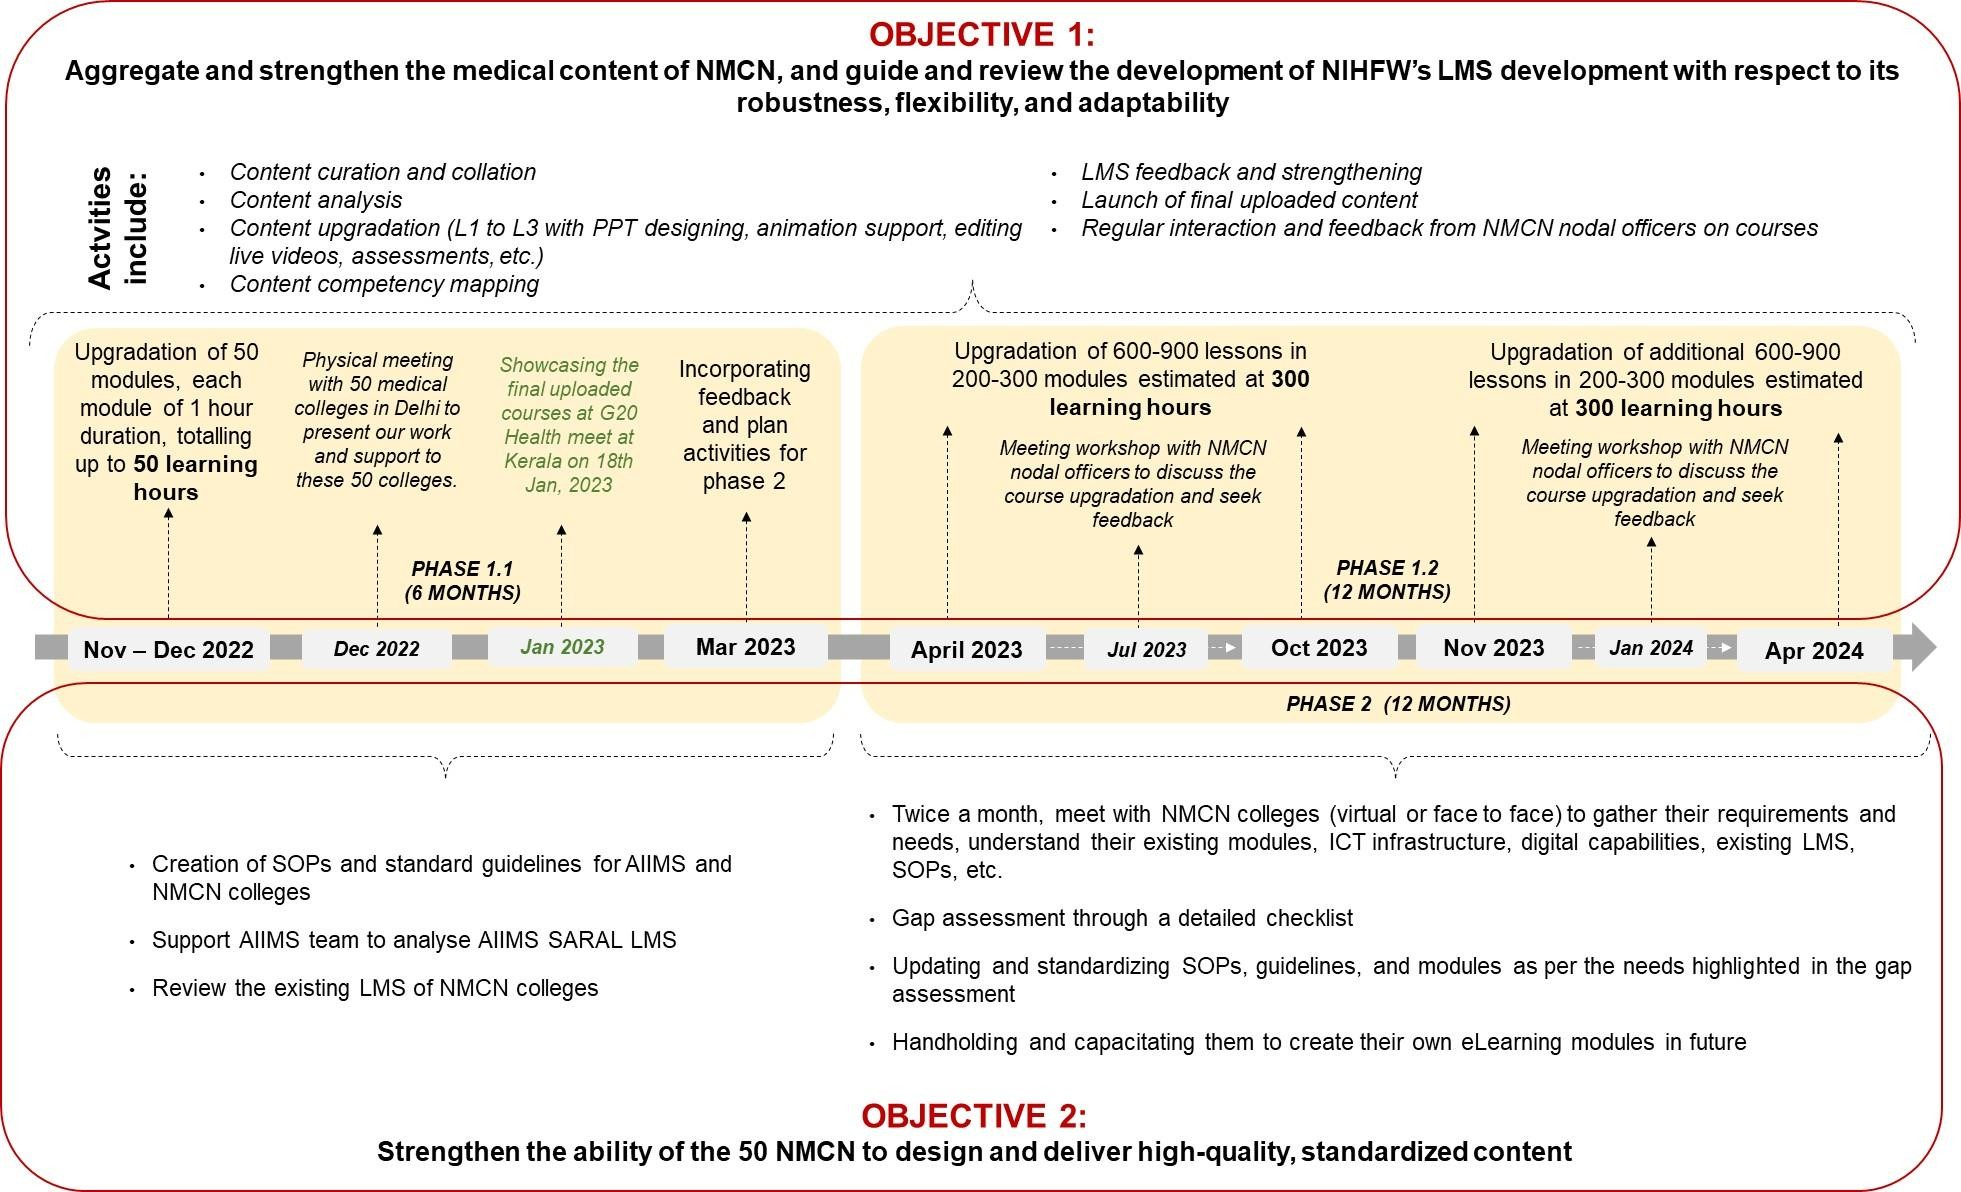 OBJECTIVE 1:
Aggregate and strengthen the medical content of NMCN, and guide and review the development of NIHFW's LMS development with respect to its
robustness, flexibility, and adaptability
Actvities
include:
• Content curation and collation
• Content analysis
• Content upgradation (L1 to L3 with PPT designing, animation support, editing
live videos, assessments, etc.)
• Content competency mapping
• LMS feedback and strengthening
• Launch of final uploaded content
• Regular interaction and feedback from NMCN nodal officers on courses
Upgradation of 50
modules, each
module of 1 hour
duration, totalling
up to 50 learning
hours
Physical meeting
with 50 medical
colleges in Delhi to
present our work
and support to
these 50 colleges.
Showcasing the
final uploaded
courses at G20
Health meet at
Kerala on 18th
Jan, 2023
Incorporating
feedback
and plan
activities for
phase 2
PHASE 1.1
(6 MONTHS)
Upgradation of 600-900 lessons in
200-300 modules estimated at 300
learning hours
Meeting workshop with NMCN
nodal officers to discuss the
course upgradation and seek
feedback
Upgradation of additional 600-900
lessons in 200-300 modules estimated
at 300 learning hours
Meeting workshop with NMCN
nodal officers to discuss the
course upgradation and seek
feedback
PHASE 1.2
(12 MONTHS)
Nov – Dec 2022
Dec 2022
Jan 2023
Mar 2023
April 2023
Jul 2023
Oct 2023
Nov 2023
Jan 2024
Apr 2024
PHASE 2 (12 MONTHS)
• Creation of SOPs and standard guidelines for AIIMS and
NMCN colleges
• Support AIIMS team to analyse AIIMS SARAL LMS
• Review the existing LMS of NMCN colleges
• Twice a month, meet with NMCN colleges (virtual or face to face) to gather their requirements and
needs, understand their existing modules, ICT infrastructure, digital capabilities, existing LMS,
SOPs, etc.
• Gap assessment through a detailed checklist
• Updating and standardizing SOPs, guidelines, and modules as per the needs highlighted in the gap
assessment
• Handholding and capacitating them to create their own eLearning modules in future
OBJECTIVE 2:
Strengthen the ability of the 50 NMCN to design and deliver high-quality, standardized content